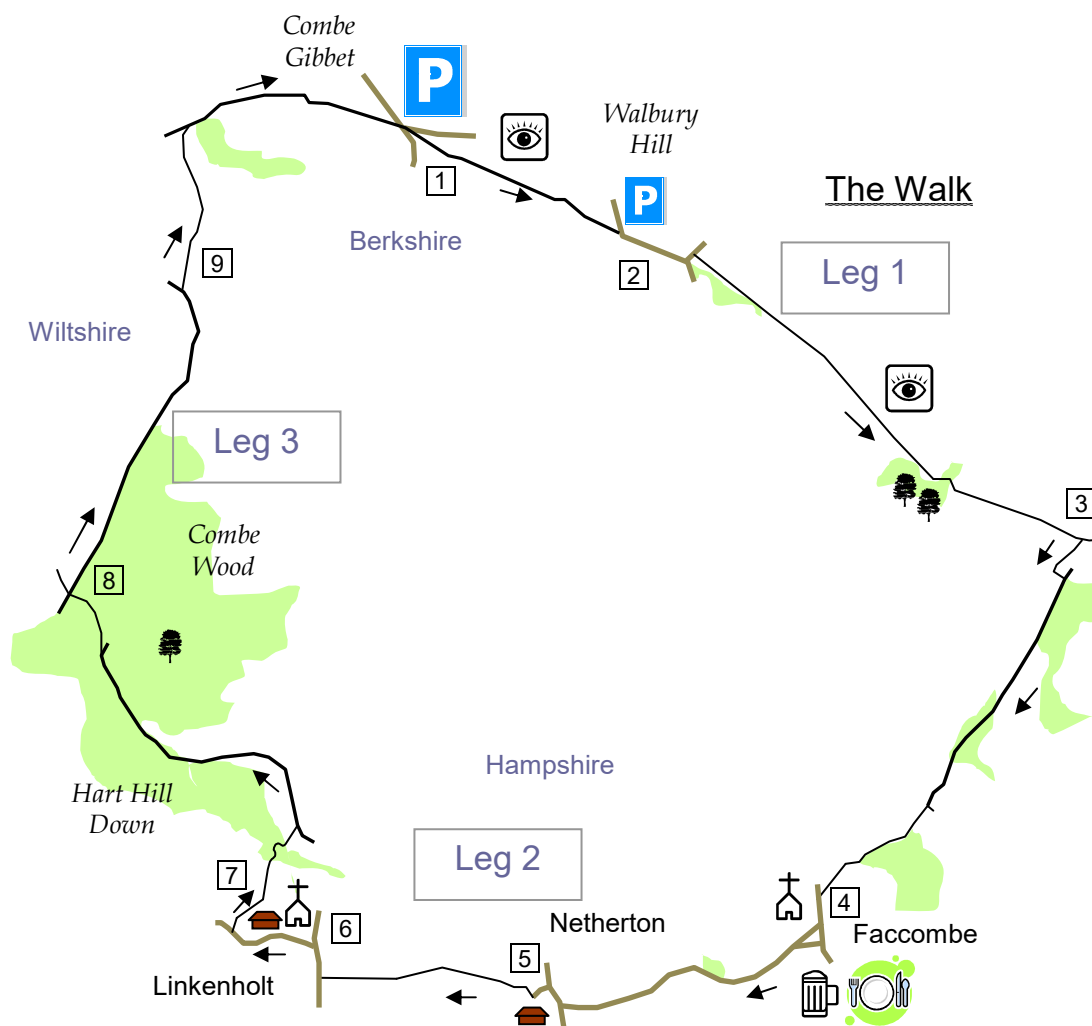 Combe
Gibbet
P
Walbury
Hill
P
The Walk
1
Berkshire
2
Leg 1
9
Wiltshire
Leg 3
3
Combe
Wood
8
Hampshire
Hart Hill
Down
Leg 2
7
6
Netherton
4
Faccombe
5
Linkenholt